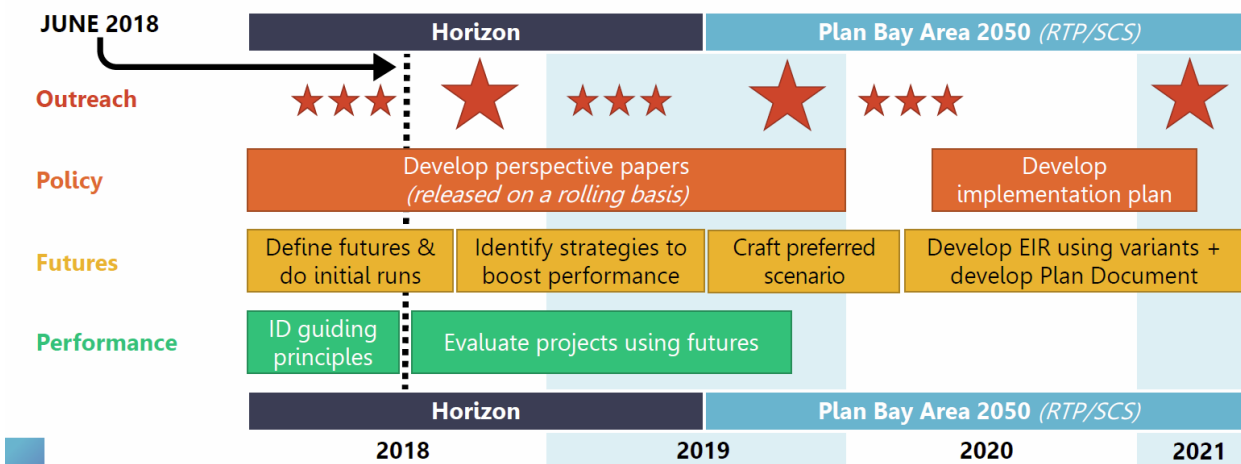 JUNE 2018
Horizon
Plan Bay Area 2050 (RTP/SCS)
Outreach
Policy
Develop perspective papers
(released on a rolling basis)
Develop
implementation plan
Futures
Define futures &
do initial runs
Identify strategies to
boost performance
Craft preferred
scenario
Develop EIR using variants +
develop Plan Document
Performance
ID guiding
principles
Evaluate projects using futures
Horizon
Plan Bay Area 2050 (RTP/SCS)
2018
2019
2020
2021